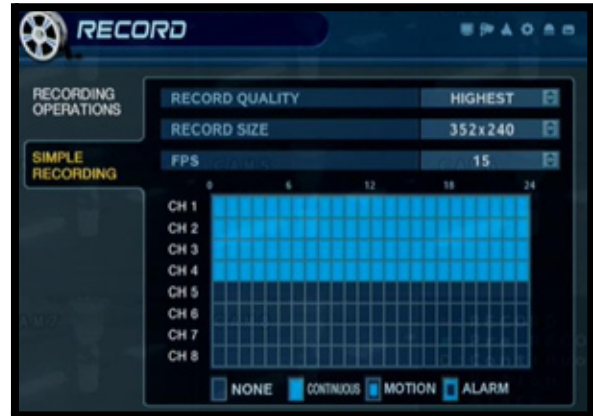 RECORD
RECORDING OPERATIONS
SIMPLE RECORDING
RECORD QUALITY HIGHEST
RECORD SIZE 352x240
FPS 15
0 6 12 18 24
CH 1
CH 2
CH 3
CH 4
CH 5
CH 6
CH 7
CH 8
NONE CONTINUOUS MOTION ALARM